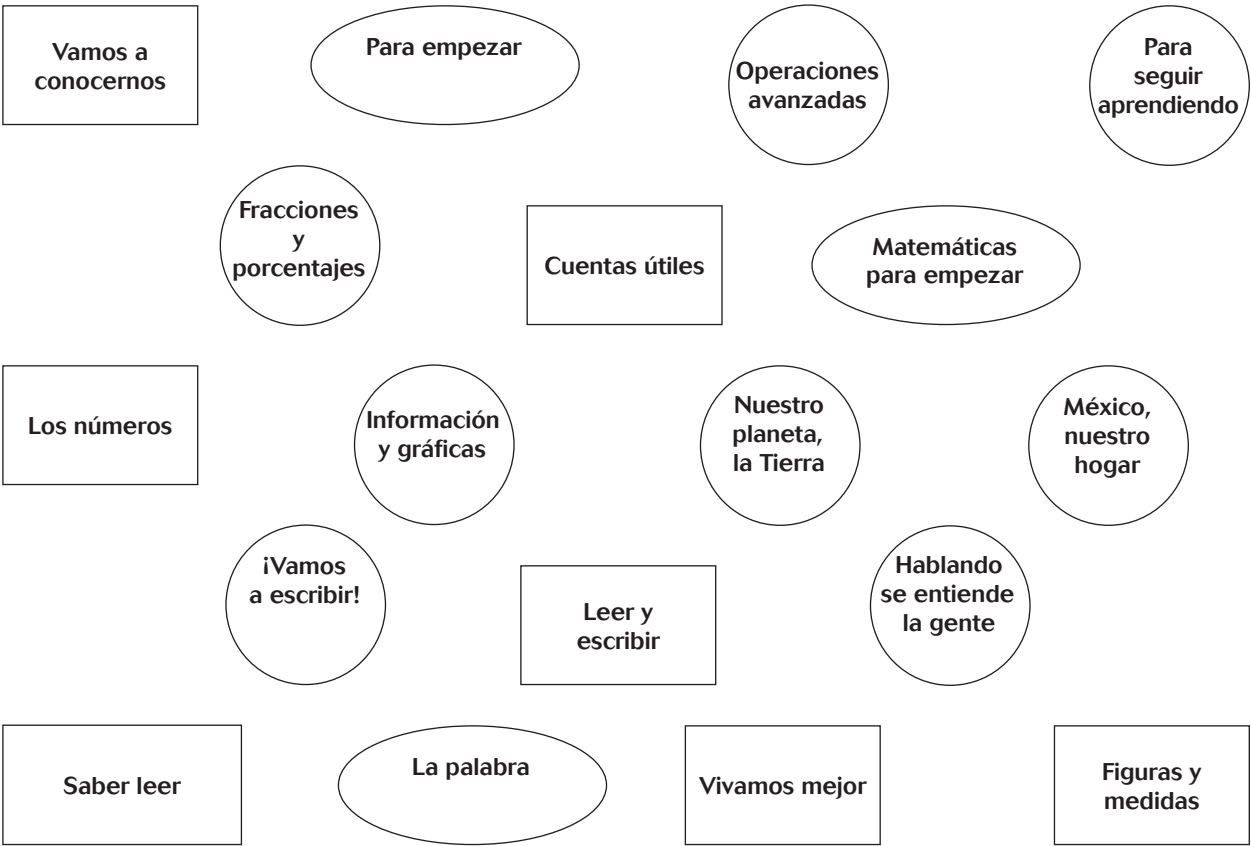 Vamos a
conocernos
Para empezar
Operaciones
avanzadas
Para
seguir
aprendiendo
Fracciones
y
porcentajes
Cuentas útiles
Matemáticas
para empezar
Los números
Información
y gráficas
Nuestro
planeta,
la Tierra
México,
nuestro
hogar
¡Vamos
a escribir!
Leer y
escribir
Hablando
se entiende
la gente
Saber leer
La palabra
Vivamos mejor
Figuras y
medidas